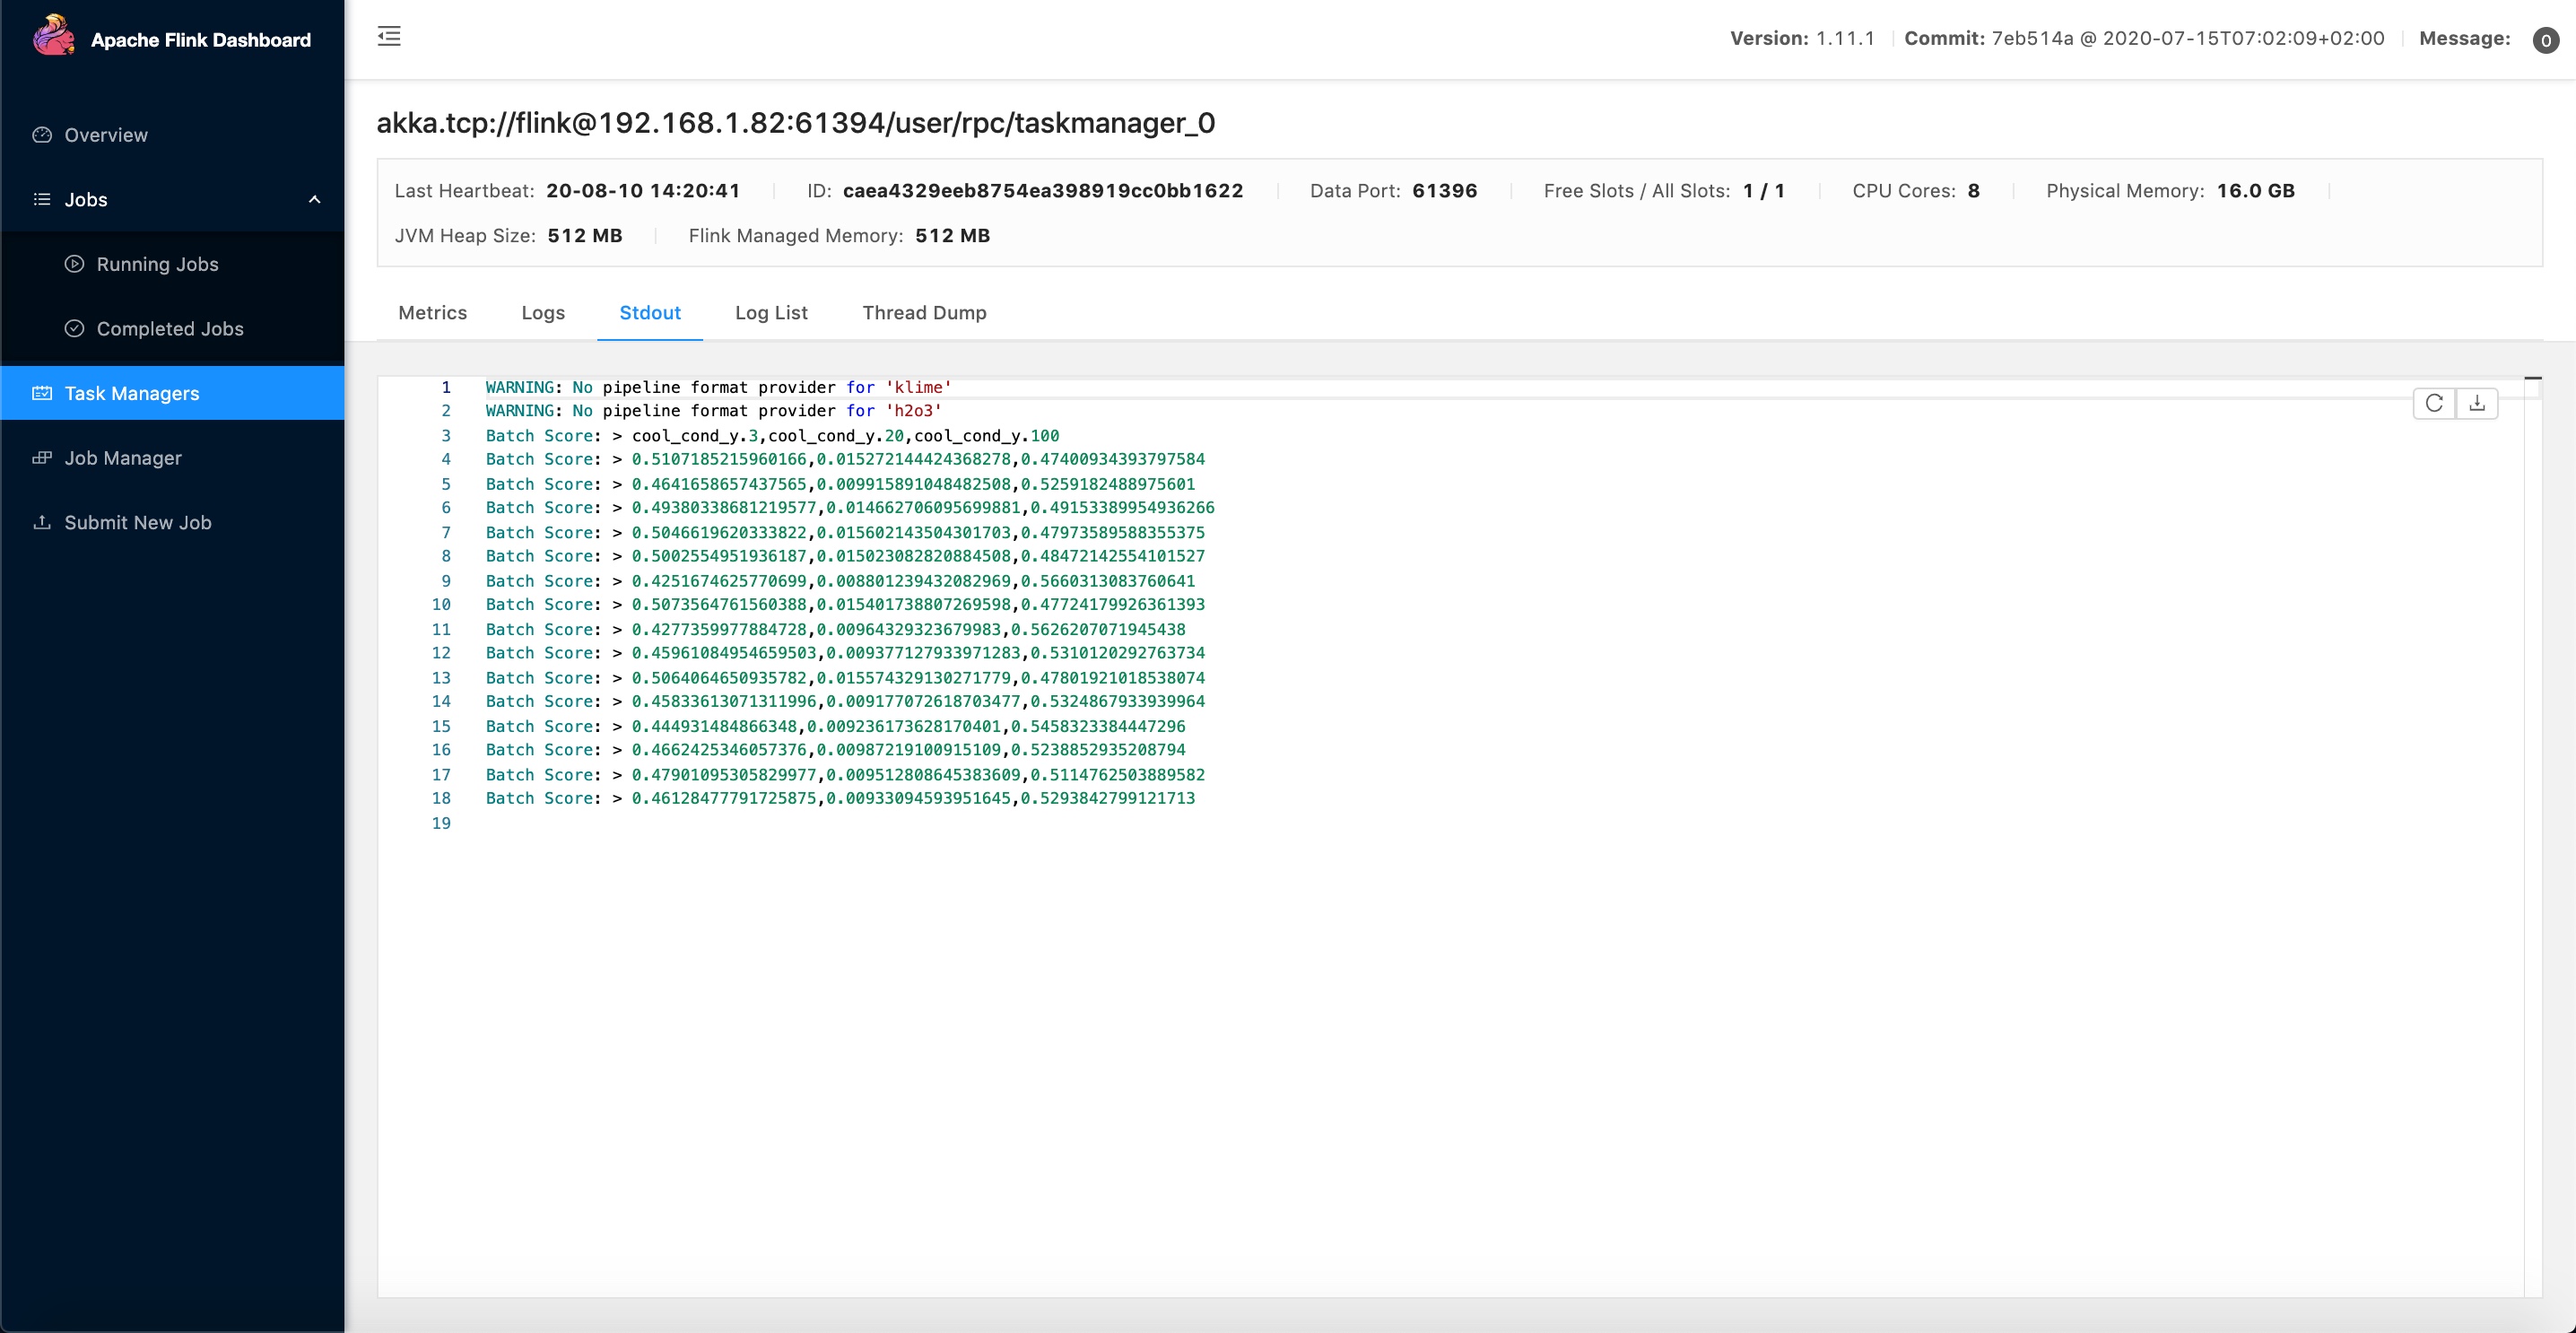 Apache Flink Dashboard
Version: 1.11.1 Commit: 7eb514a @ 2020-07-15T07:02:09+02:00 Message: 0
Overview
Jobs
Running Jobs
Completed Jobs
Task Managers
Job Manager
Submit New Job
akka.tcp://flink@192.168.1.82:61394/user/rpc/taskmanager_0
Last Heartbeat: 20-08-10 14:20:41 ID: caea4329eeb8754ea398919cc0bb1622 Data Port: 61396 Free Slots / All Slots: 1 / 1 CPU Cores: 8 Physical Memory: 16.0 GB
JVM Heap Size: 512 MB Flink Managed Memory: 512 MB
Metrics Logs Stdout Log List Thread Dump
1 WARNING: No pipeline format provider for 'klime'
2 WARNING: No pipeline format provider for 'h2o3'
3 Batch Score: > cool_cond_y.3,cool_cond_y.20,cool_cond_y.100
4 Batch Score: > 0.5107185215960166,0.015272144424368278,0.47400934393797584
5 Batch Score: > 0.4641658657437565,0.009915891048482508,0.5259182488975601
6 Batch Score: > 0.49380338681219577,0.014662706095699881,0.49153389954936266
7 Batch Score: > 0.5046619620333822,0.015602143504301703,0.47973589588355375
8 Batch Score: > 0.5002554951936187,0.015023082820884508,0.48472142554101527
9 Batch Score: > 0.4251674625770699,0.008801239432082969,0.5660313083760641
10 Batch Score: > 0.5073564761560388,0.015401738807269598,0.47724179926361393
11 Batch Score: > 0.4277359977884728,0.00964329323679983,0.5626207071945438
12 Batch Score: > 0.45961084954659503,0.009377127933971283,0.5310120292763734
13 Batch Score: > 0.5064064650935782,0.015574329130271779,0.47801921018538074
14 Batch Score: > 0.45833613071311996,0.009177072618703477,0.5324867933939964
15 Batch Score: > 0.444931484866348,0.009236173628170401,0.5458323384447296
16 Batch Score: > 0.4662425346057376,0.00987219100915109,0.5238852935208794
17 Batch Score: > 0.47901095305829977,0.009512808645383609,0.5114762503889582
18 Batch Score: > 0.46128477791725875,0.00933094593951645,0.5293842799121713
19